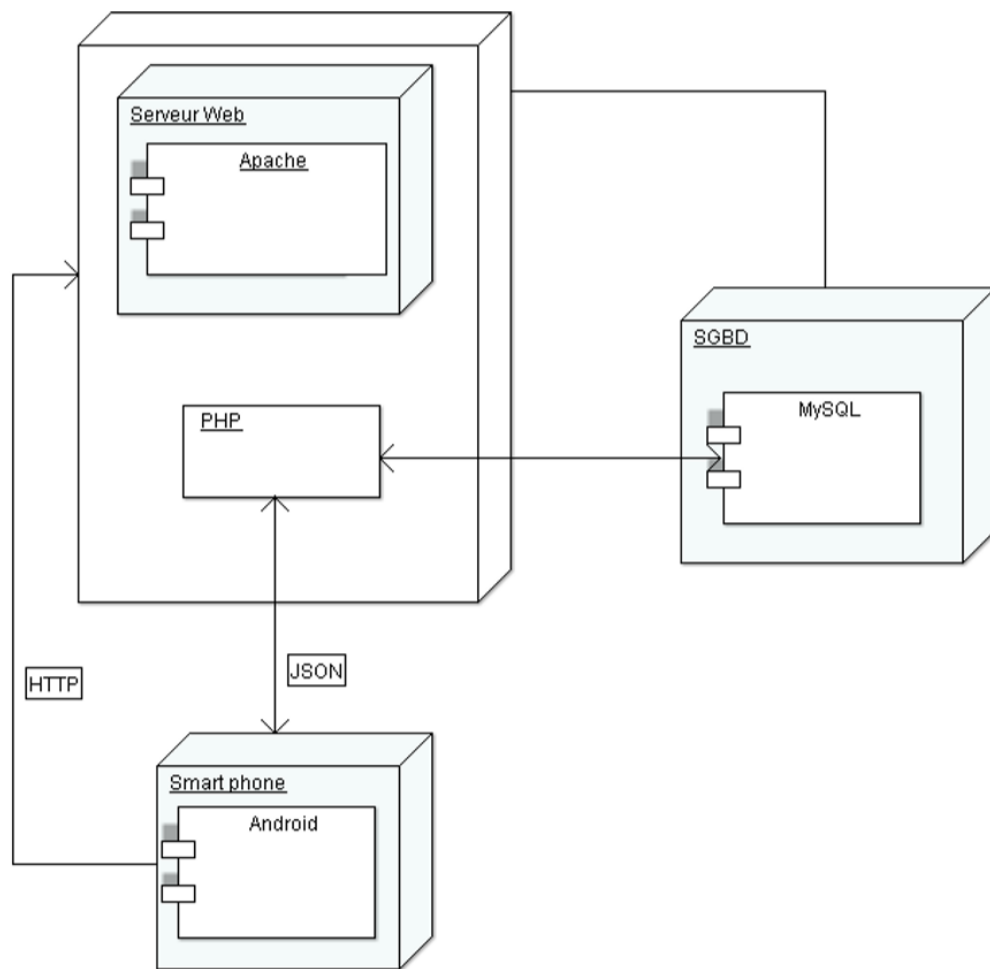 Serveur Web
Apache
SGBD
MySQL
PHP
HTTP
JSON
Smart phone
Android